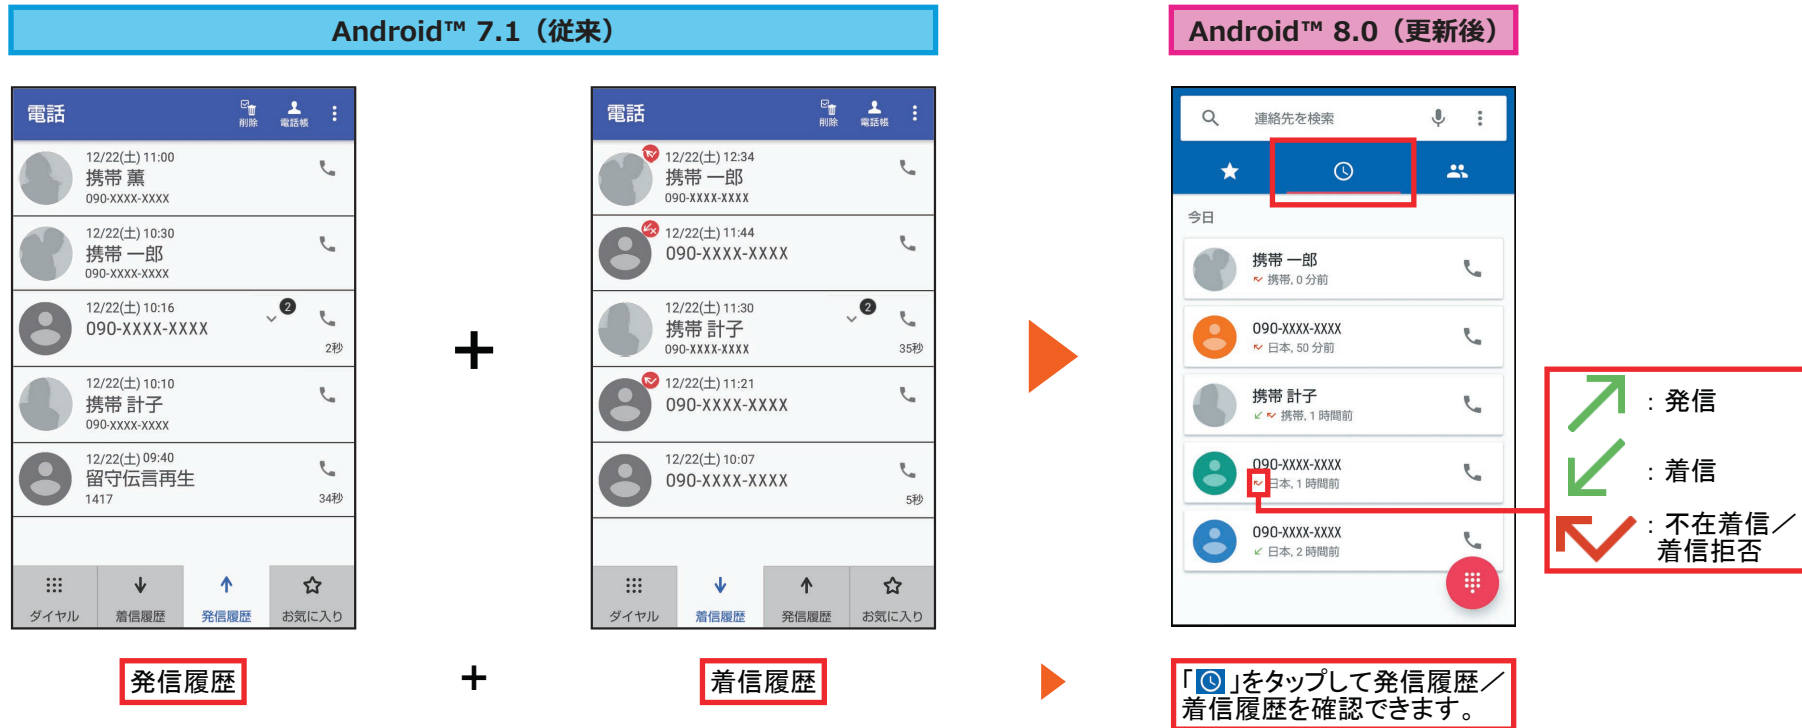 Android™ 7.1（従来）
Android™ 8.0（更新後）
電話
削除
電話帳
12/22(土) 11:00
携帯 薫
090-XXXX-XXXX
12/22(土) 10:30
携帯 一郎
090-XXXX-XXXX
12/22(土) 10:16
090-XXXX-XXXX
2
2秒
12/22(土) 10:10
携帯 計子
090-XXXX-XXXX
12/22(土) 09:40
留守伝言再生
1417
34秒
ダイヤル
着信履歴
発信履歴
お気に入り
発信履歴
+
電話
削除
電話帳
12/22(土) 12:34
携帯 一郎
090-XXXX-XXXX
12/22(土) 11:44
090-XXXX-XXXX
12/22(土) 11:30
携帯 計子
090-XXXX-XXXX
2
35秒
12/22(土) 11:21
090-XXXX-XXXX
12/22(土) 10:07
090-XXXX-XXXX
5秒
ダイヤル
着信履歴
発信履歴
お気に入り
+
着信履歴
連絡先を検索
今日
携帯 一郎
携帯, 0 分前
090-XXXX-XXXX
日本, 50 分前
携帯 計子
携帯, 1 時間前
090-XXXX-XXXX
日本, 1 時間前
090-XXXX-XXXX
日本, 2 時間前
：発信
：着信
：不在着信／
着信拒否
「 」をタップして発信履歴／
着信履歴を確認できます。